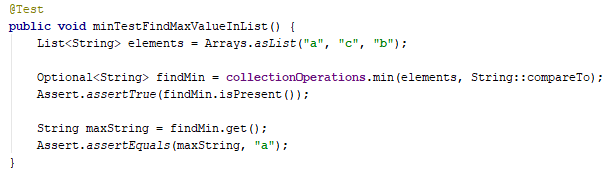 @Test
public void minTestFindMaxValueInList() {
    List<String> elements = Arrays.asList("a", "c", "b");
    Optional<String> findMin = collectionOperations.min(elements, String::compareTo);
    Assert.assertTrue(findMin.isPresent());
    String maxString = findMin.get();
    Assert.assertEquals(maxString, "a");
}